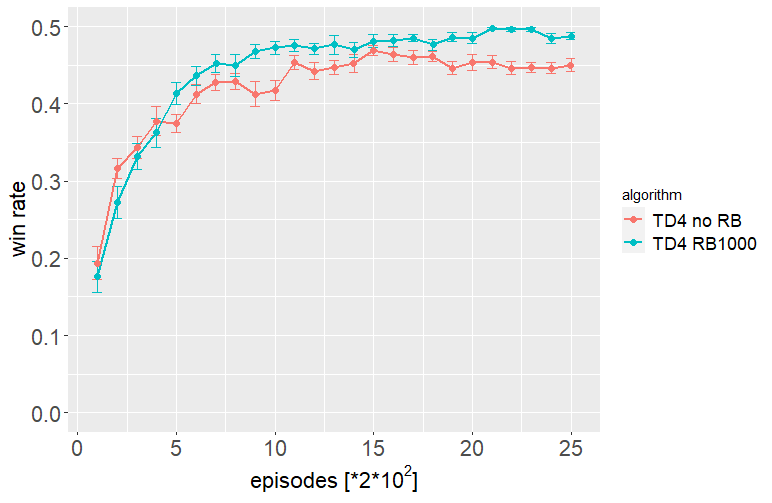 0.5
0.4
0.3
0.2
0.1
0.0
win rate
0 5 10 15 20 25
episodes [*2*10²]
algorithm
TD4 no RB
TD4 RB1000